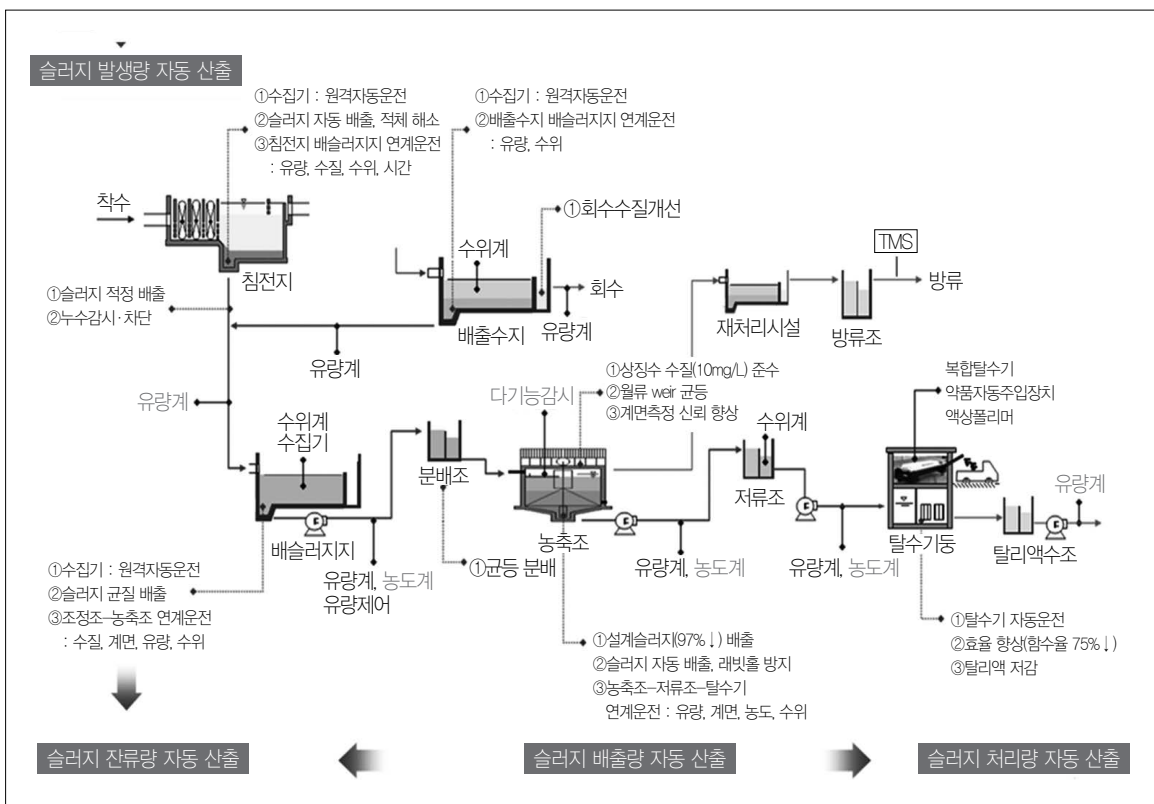 슬러지 발생량 자동 산출
①수집기 : 원격자동운전
②슬러지 자동 배출, 적체 해소
③침전지 배슬러지지 연계운전
: 유량, 수질, 수위, 시간
①수집기 : 원격자동운전
②배출수지 배슬러지지 연계운전
: 유량, 수위
착수
침전지
①회수수질개선
수위계
회수
배출수지
유량계
유량계
TMS
방류
재처리시설
방류조
①슬러지 적정 배출
②누수감시·차단
유량계
수위계
수집기
배슬러지지
분배조
다기능감시
①상징수 수질(10mg/L) 준수
②월류 weir 균등
③계면측정 신뢰 향상
농축조
수위계
저류조
복합탈수기
약품자동주입장치
액상폴리머
탈수기동
유량계
탈리액수조
유량계, 농도계
유량제어
①균등 분배
유량계, 농도계
유량계, 농도계
①수집기 : 원격자동운전
②슬러지 균질 배출
③조정조–농축조 연계운전
: 수질, 계면, 유량, 수위
①설계슬러지(97%↓) 배출
②슬러지 자동 배출, 래빗홀 방지
③농축조–저류조–탈수기
연계운전 : 유량, 계면, 농도, 수위
①탈수기 자동운전
②효율 향상(함수율 75%↓)
③탈리액 저감
슬러지 잔류량 자동 산출
슬러지 배출량 자동 산출
슬러지 처리량 자동 산출